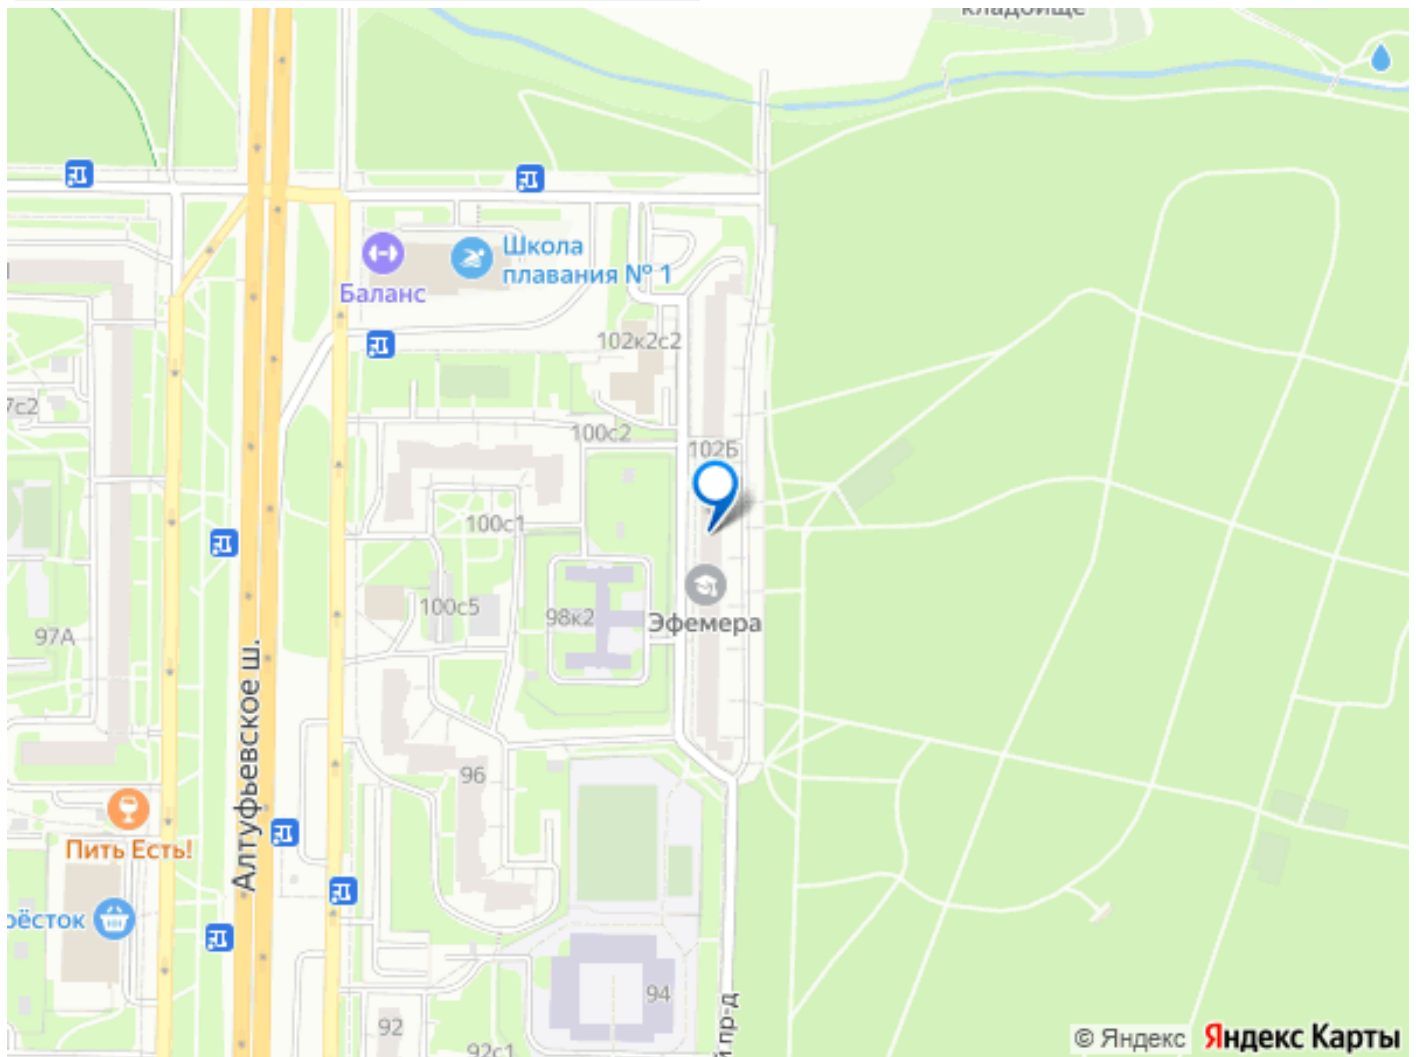 кладбище
Школа
плавания № 1
Баланс
102к2с2
7с2
100с2
102Б
100с1
100с5
98к2
Эфемера
97А
Алтуфьевское ш.
96
Пить Есть!
рёсток
94
й пр-д
92
92с1
© Яндекс Яндекс Карты